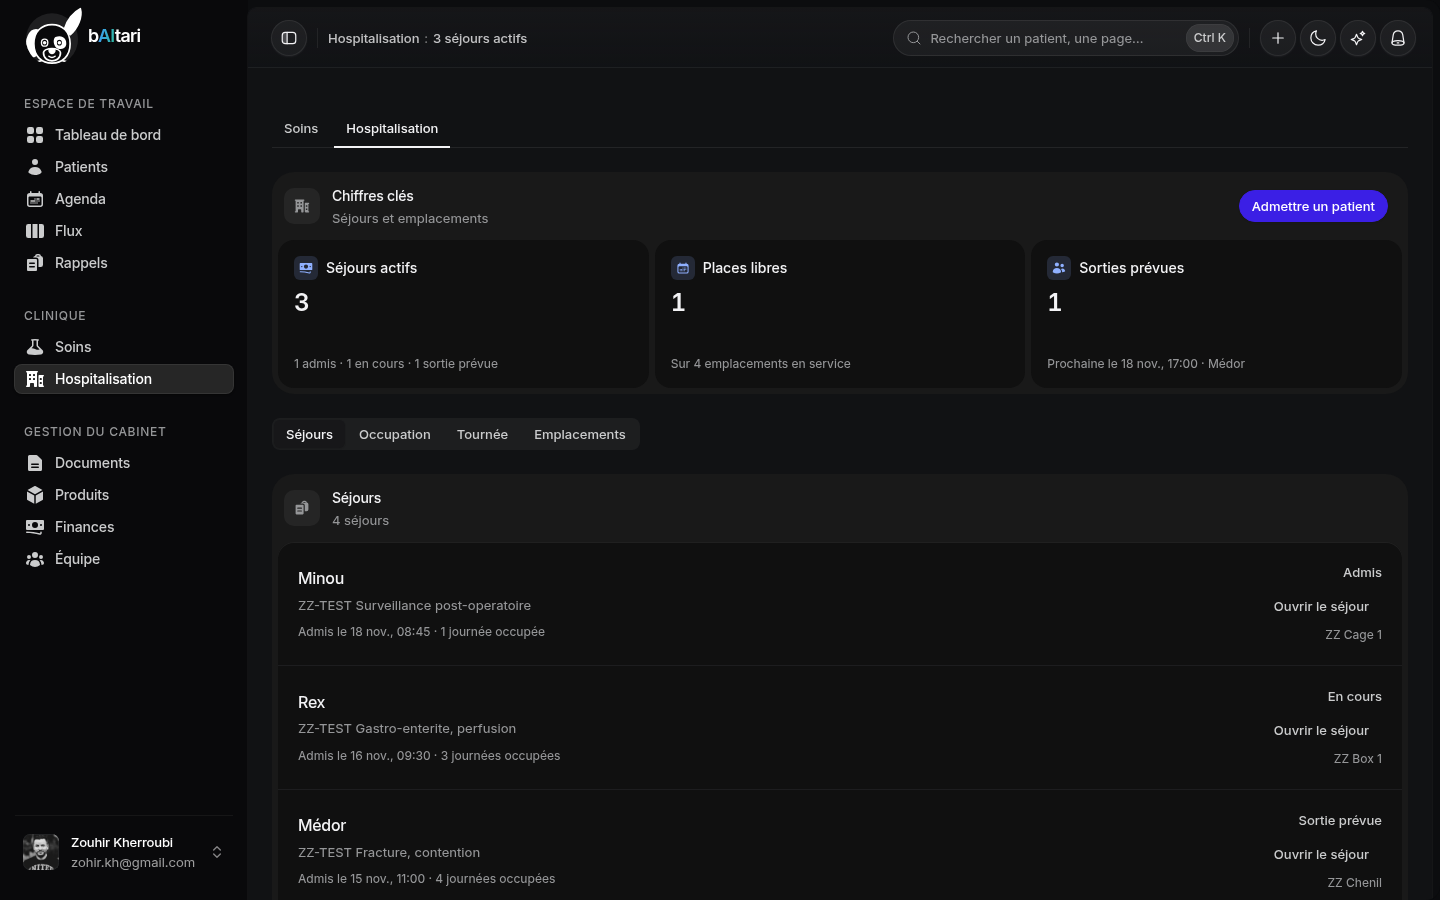 bAItari
Hospitalisation : 3 séjours actifs
Rechercher un patient, une page...
Ctrl K
ESPACE DE TRAVAIL
Tableau de bord
Patients
Agenda
Flux
Rappels
CLINIQUE
Soins
Hospitalisation
GESTION DU CABINET
Documents
Produits
Finances
Équipe
Zouhir Kherroubi
zohir.kh@gmail.com
Soins
Hospitalisation
Chiffres clés
Séjours et emplacements
Admettre un patient
Séjours actifs
3
1 admis · 1 en cours · 1 sortie prévue
Places libres
1
Sur 4 emplacements en service
Sorties prévues
1
Prochaine le 18 nov., 17:00 · Médor
Séjours
Occupation
Tournée
Emplacements
Séjours
4 séjours
Minou
ZZ-TEST Surveillance post-operatoire
Admis le 18 nov., 08:45 · 1 journée occupée
Admis
Ouvrir le séjour
ZZ Cage 1
Rex
ZZ-TEST Gastro-enterite, perfusion
Admis le 16 nov., 09:30 · 3 journées occupées
En cours
Ouvrir le séjour
ZZ Box 1
Médor
ZZ-TEST Fracture, contention
Admis le 15 nov., 11:00 · 4 journées occupées
Sortie prévue
Ouvrir le séjour
ZZ Chenil